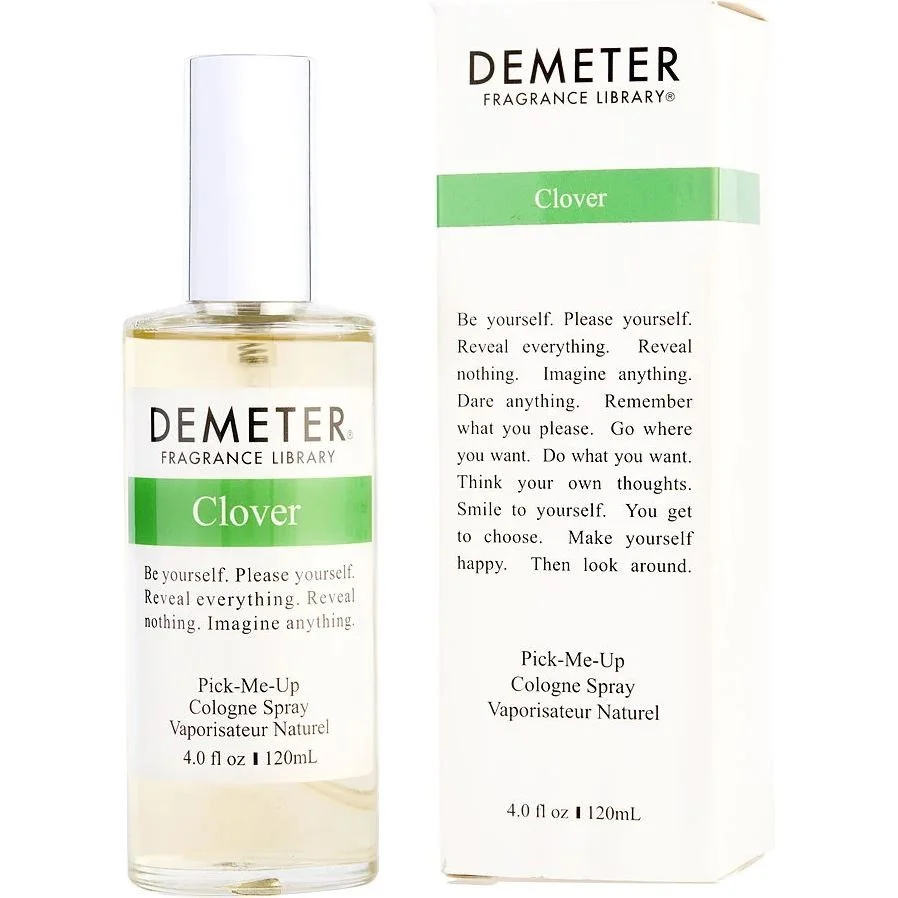 DEMETER®
FRAGRANCE LIBRARY
Clover
Be yourself. Please yourself.
Reveal everything. Reveal
nothing. Imagine anything.
Pick-Me-Up
Cologne Spray
Vaporisateur Naturel
4.0 fl oz ▮ 120mL
DEMETER
FRAGRANCE LIBRARY®
Clover
Be yourself. Please yourself.
Reveal everything. Reveal
nothing. Imagine anything.
Dare anything. Remember
what you please. Go where
you want. Do what you want.
Think your own thoughts.
Smile to yourself. You get
to choose. Make yourself
happy. Then look around.
Pick-Me-Up
Cologne Spray
Vaporisateur Naturel
4.0 fl oz ▮ 120mL